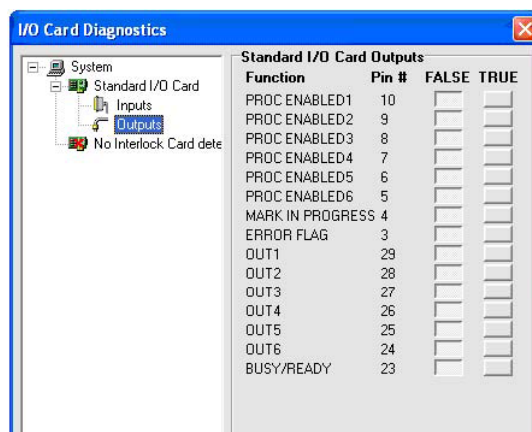 I/O Card Diagnostics
System
Standard I/O Card
Inputs
Outputs
No Interlock Card dete
Standard I/O Card Outputs
Function Pin # FALSE TRUE
PROC ENABLED1 10
PROC ENABLED2 9
PROC ENABLED3 8
PROC ENABLED4 7
PROC ENABLED5 6
PROC ENABLED6 5
MARK IN PROGRESS 4
ERROR FLAG 3
OUT1 29
OUT2 28
OUT3 27
OUT4 26
OUT5 25
OUT6 24
BUSY/READY 23